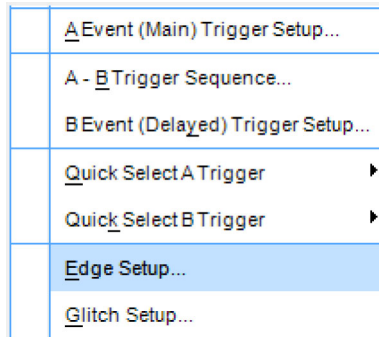 A Event (Main) Trigger Setup...
A - B Trigger Sequence...
B Event (Delayed) Trigger Setup...
Quick Select A Trigger
Quick Select B Trigger
Edge Setup...
Glitch Setup...